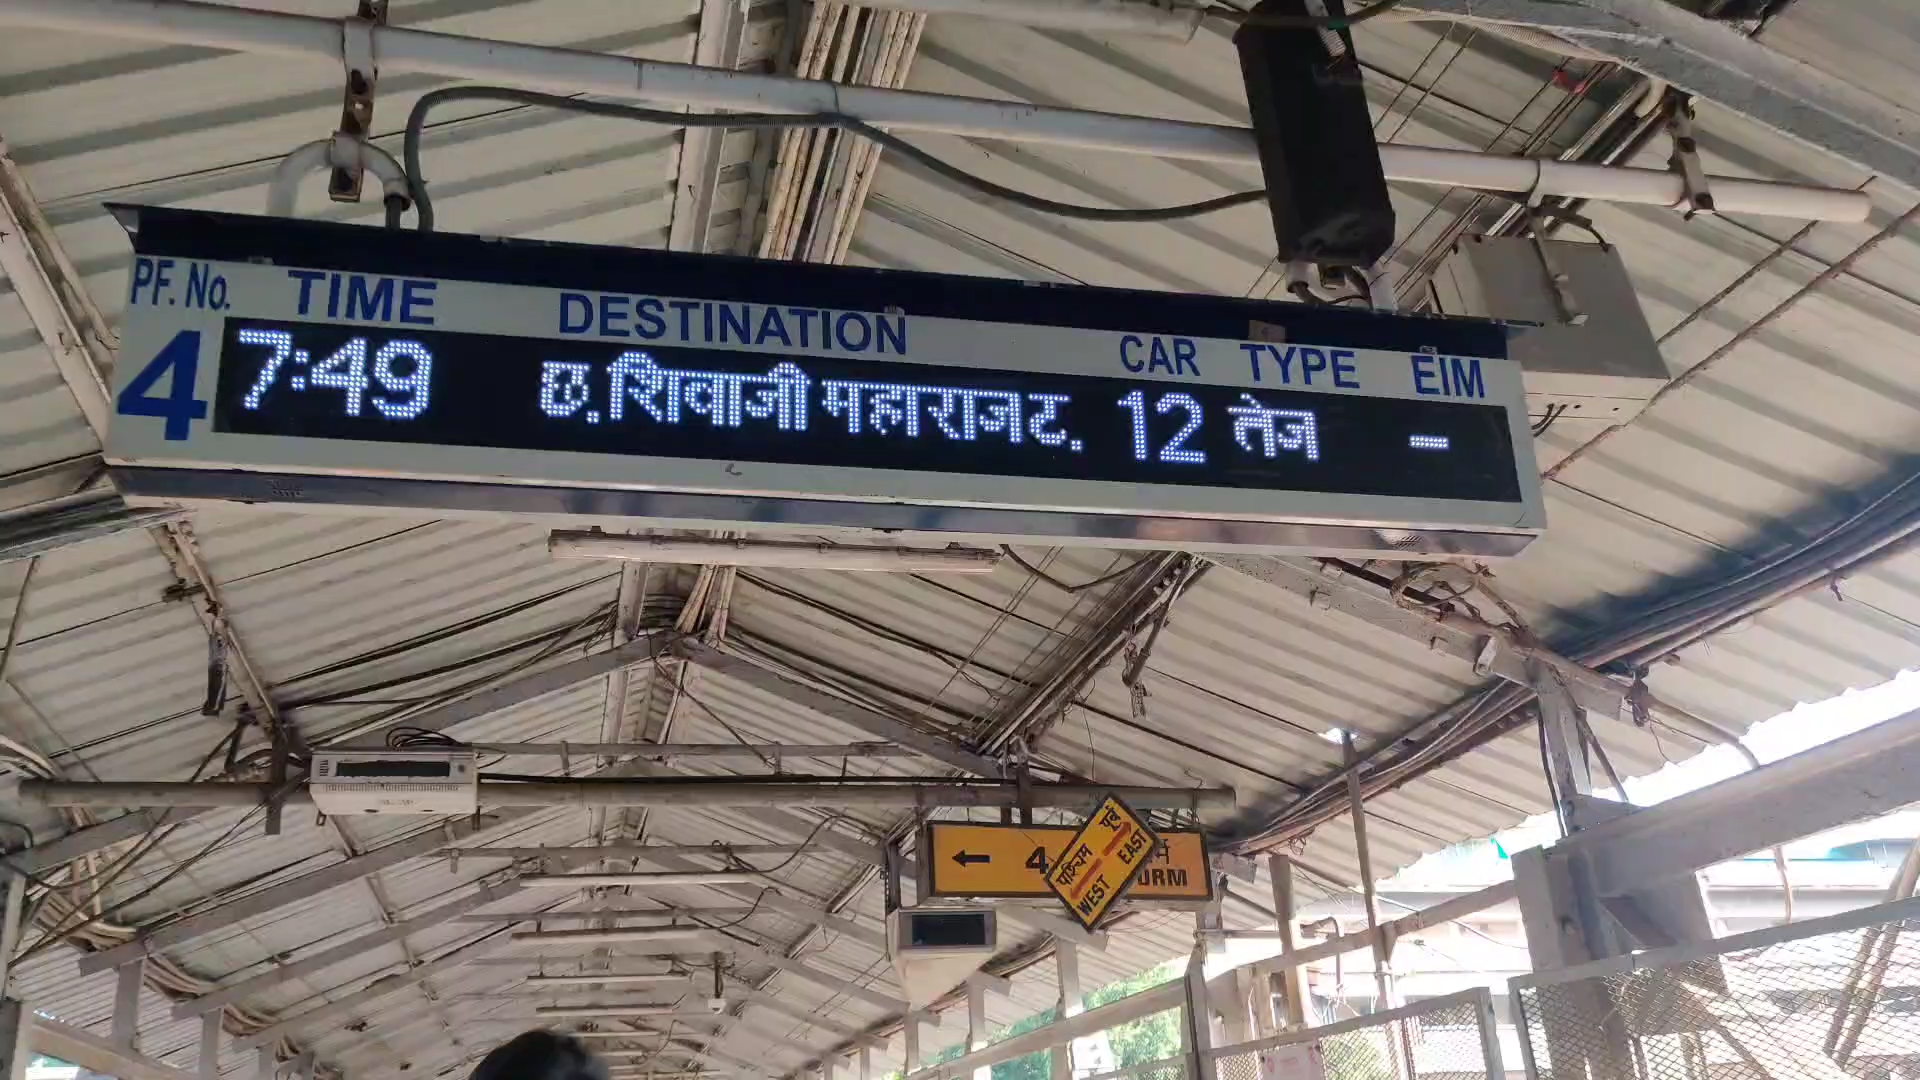 PF. No. TIME DESTINATION CAR TYPE EIM
4 7:49 छ.शिवाजी महाराज ट. 12 तेज –
← 4
पश्चिम पूर्व
WEST EAST